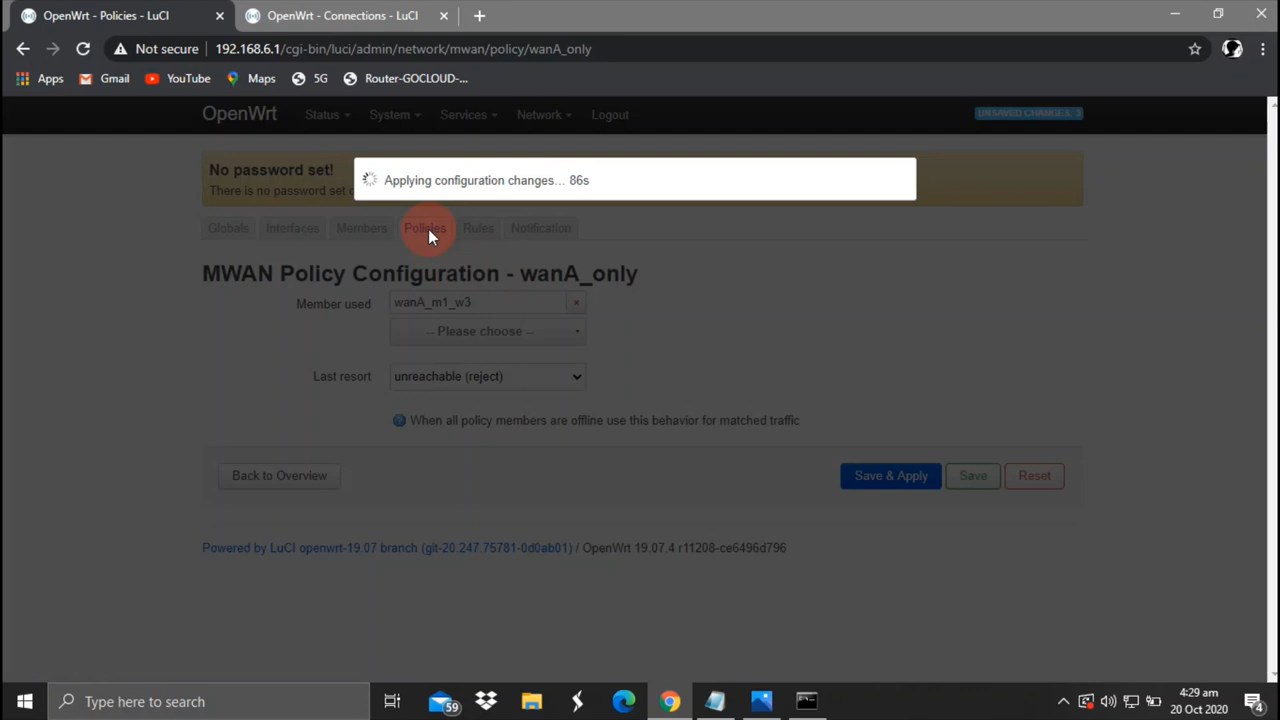 OpenWrt - Policies - LuCI
OpenWrt - Connections - LuCI
Not secure
192.168.6.1/cgi-bin/luci/admin/network/mwan/policy/wanA_only
Apps Gmail YouTube Maps 5G Router-GOCLOUD-...
OpenWrt Status System Services Network Logout UNSAVED CHANGES: 3
No password set!
There is no password set
Applying configuration changes... 86s
Globals Interfaces Members Policies Rules Notification
MWAN Policy Configuration - wanA_only
Member used wanA_m1_w3 ×
-- Please choose --
Last resort unreachable (reject)
When all policy members are offline use this behavior for matched traffic
Back to Overview Save & Apply Save Reset
Powered by LuCI openwrt-19.07 branch (git-20.247.75781-0d0ab01) / OpenWrt 19.07.4 r11208-ce6496d796
Type here to search
59
4:29 am
20 Oct 2020
4